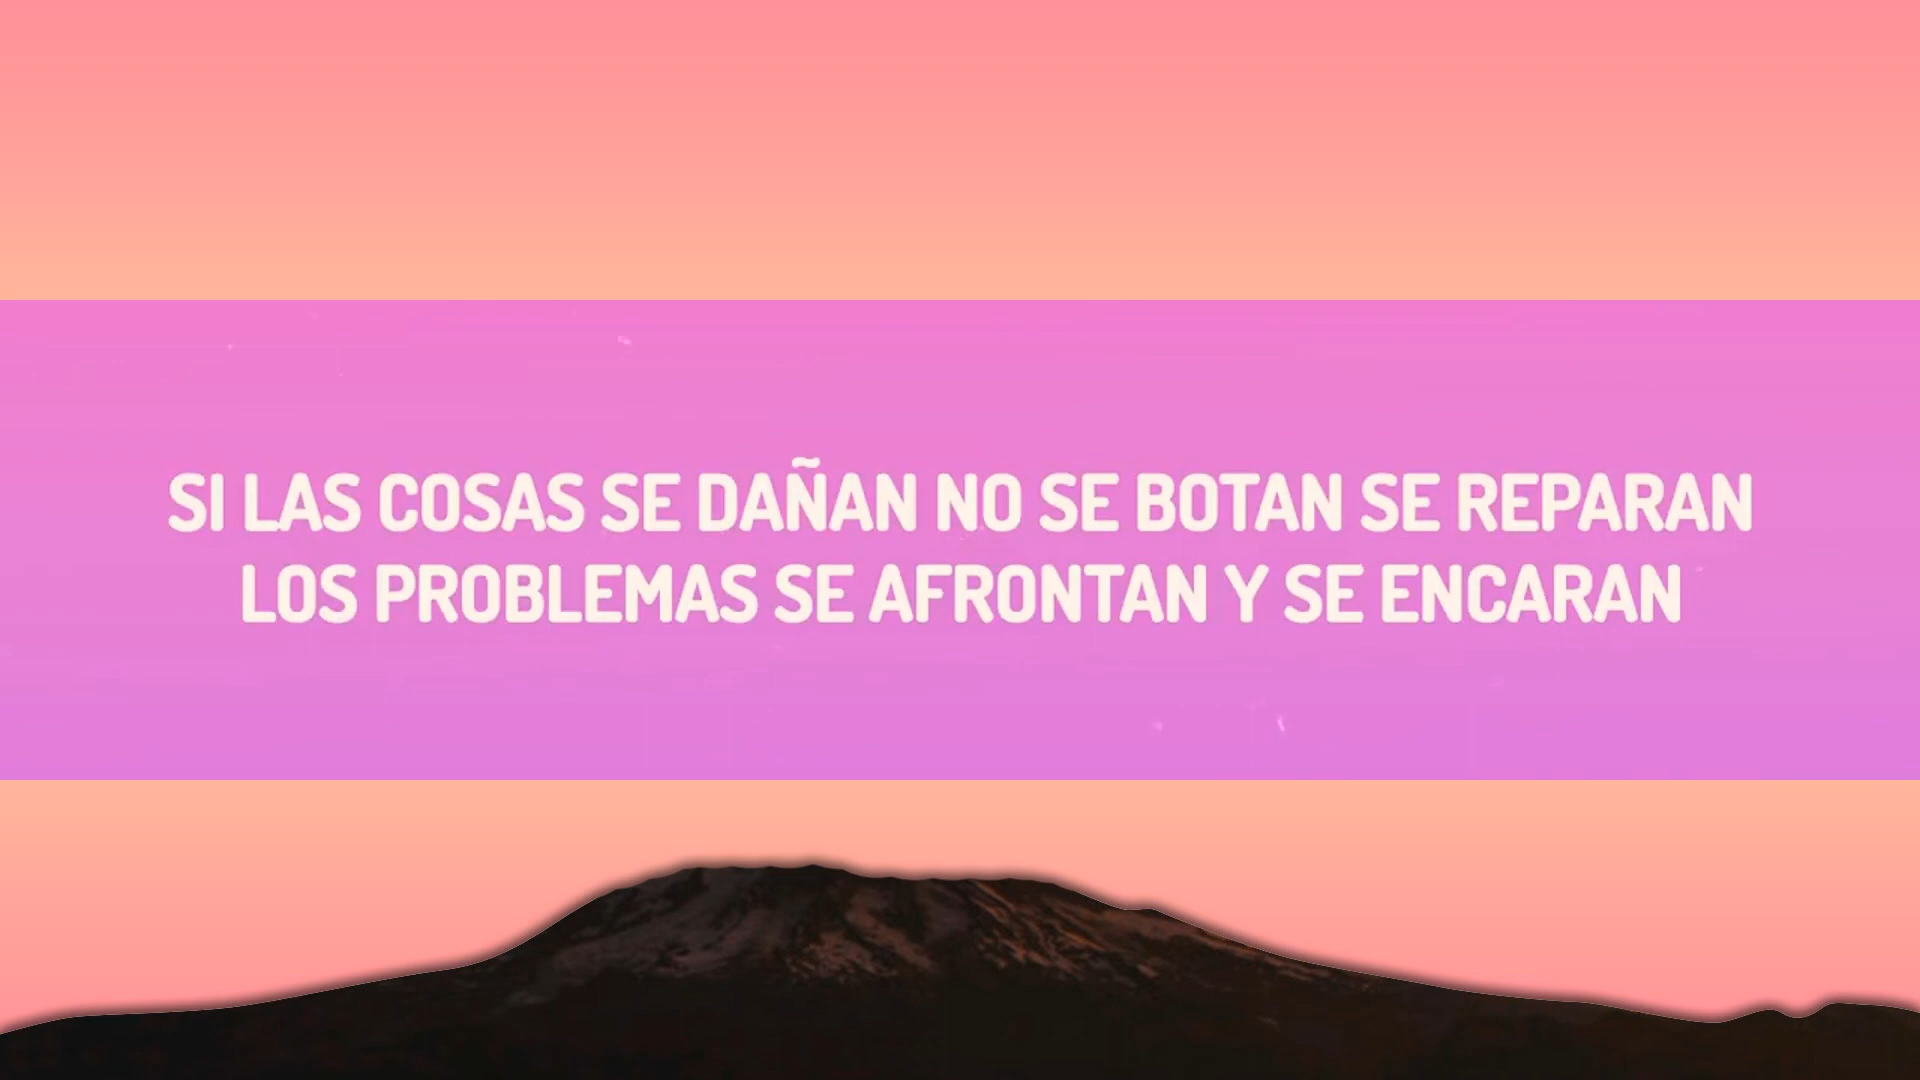 SI LAS COSAS SE DAÑAN NO SE BOTAN SE REPARAN
LOS PROBLEMAS SE AFRONTAN Y SE ENCARAN